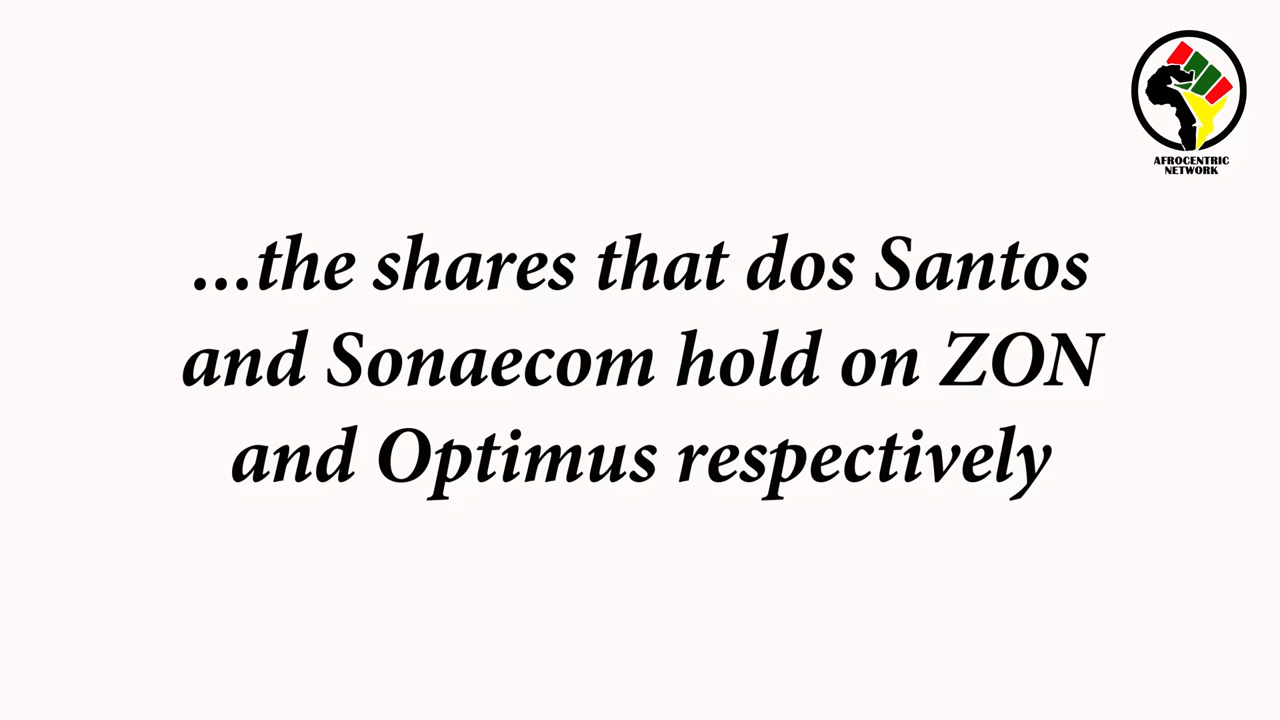 AFROCENTRIC
NETWORK
...the shares that dos Santos
and Sonaecom hold on ZON
and Optimus respectively